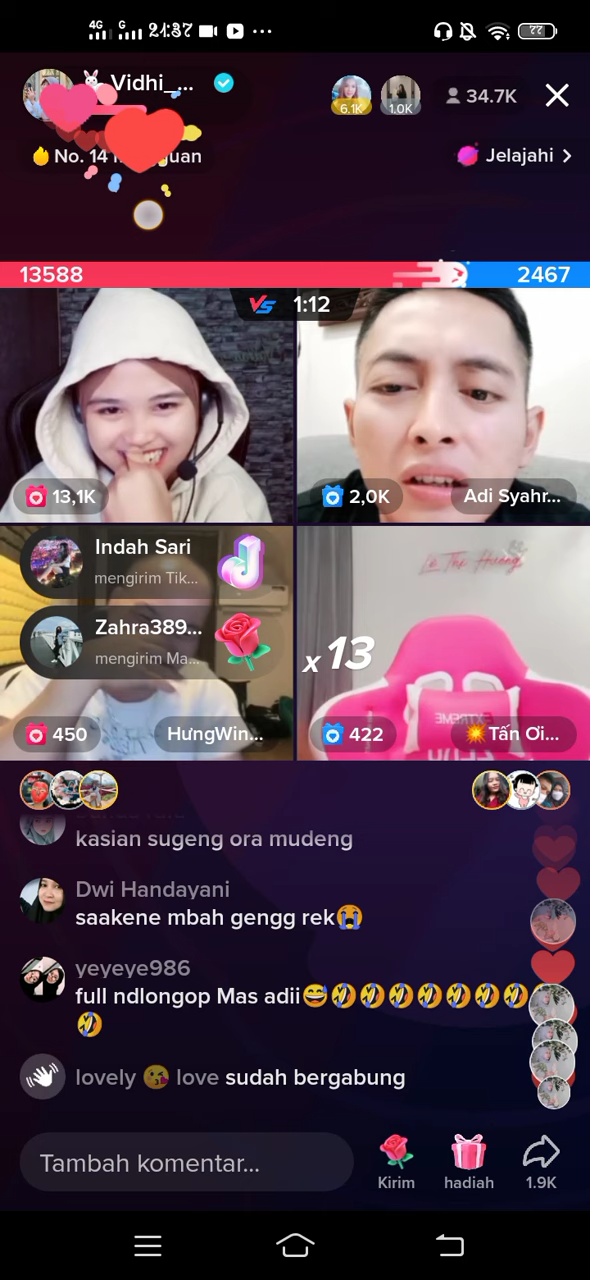 4G G 21:37 77
Vidhi_...
6.1K 1.0K 34.7K
No. 14
Jelajahi >
13588 2467
VS 1:12
13,1K
2,0K Adi Syahr...
Indah Sari
mengirim Tik...
Zahra389...
mengirim Ma...
x13
450 HungWin...
422 💥Tấn Ơi...
kasian sugeng ora mudeng
Dwi Handayani
saakene mbah gengg rek😭
yeyeye986
full ndlongop Mas adii😅🤣🤣🤣🤣🤣🤣🤣🤣
🤣
lovely 😘 love sudah bergabung
Tambah komentar...
Kirim hadiah 1.9K